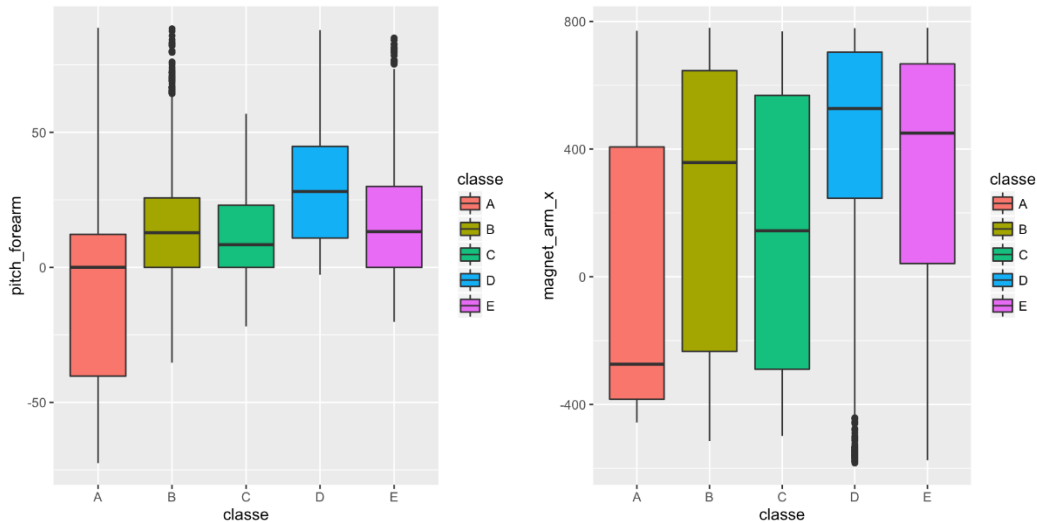 pitch_forearm
50
0
-50
A B C D E
classe
classe
A
B
C
D
E
magnet_arm_x
800
400
0
-400
A B C D E
classe
classe
A
B
C
D
E